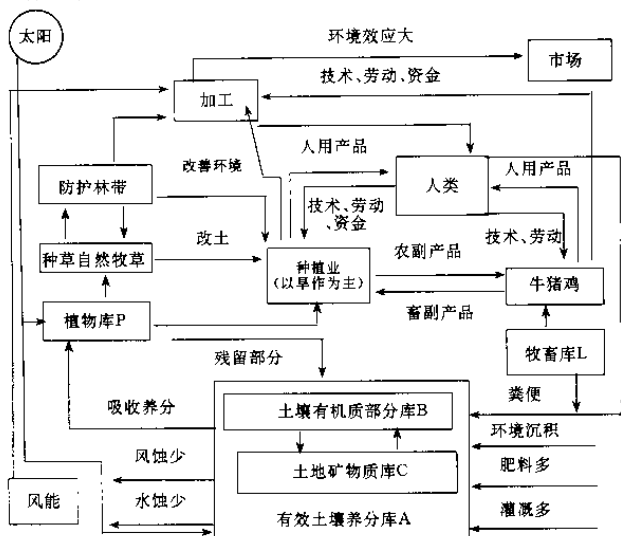 太阳
环境效应大
市场
技术、劳动、资金
加工
人用产品
改善环境
人类
人用产品
防护林带
技术、劳动
、资金
技术、劳动
改土
农副产品
种草自然牧草
种植业
(以旱作为主)
牛猪鸡
畜副产品
植物库P
残留部分
牧畜库L
粪便
吸收养分
土壤有机质部分库B
环境沉积
风蚀少
土地矿物质库C
肥料多
风能
水蚀少
有效土壤养分库A
灌溉多